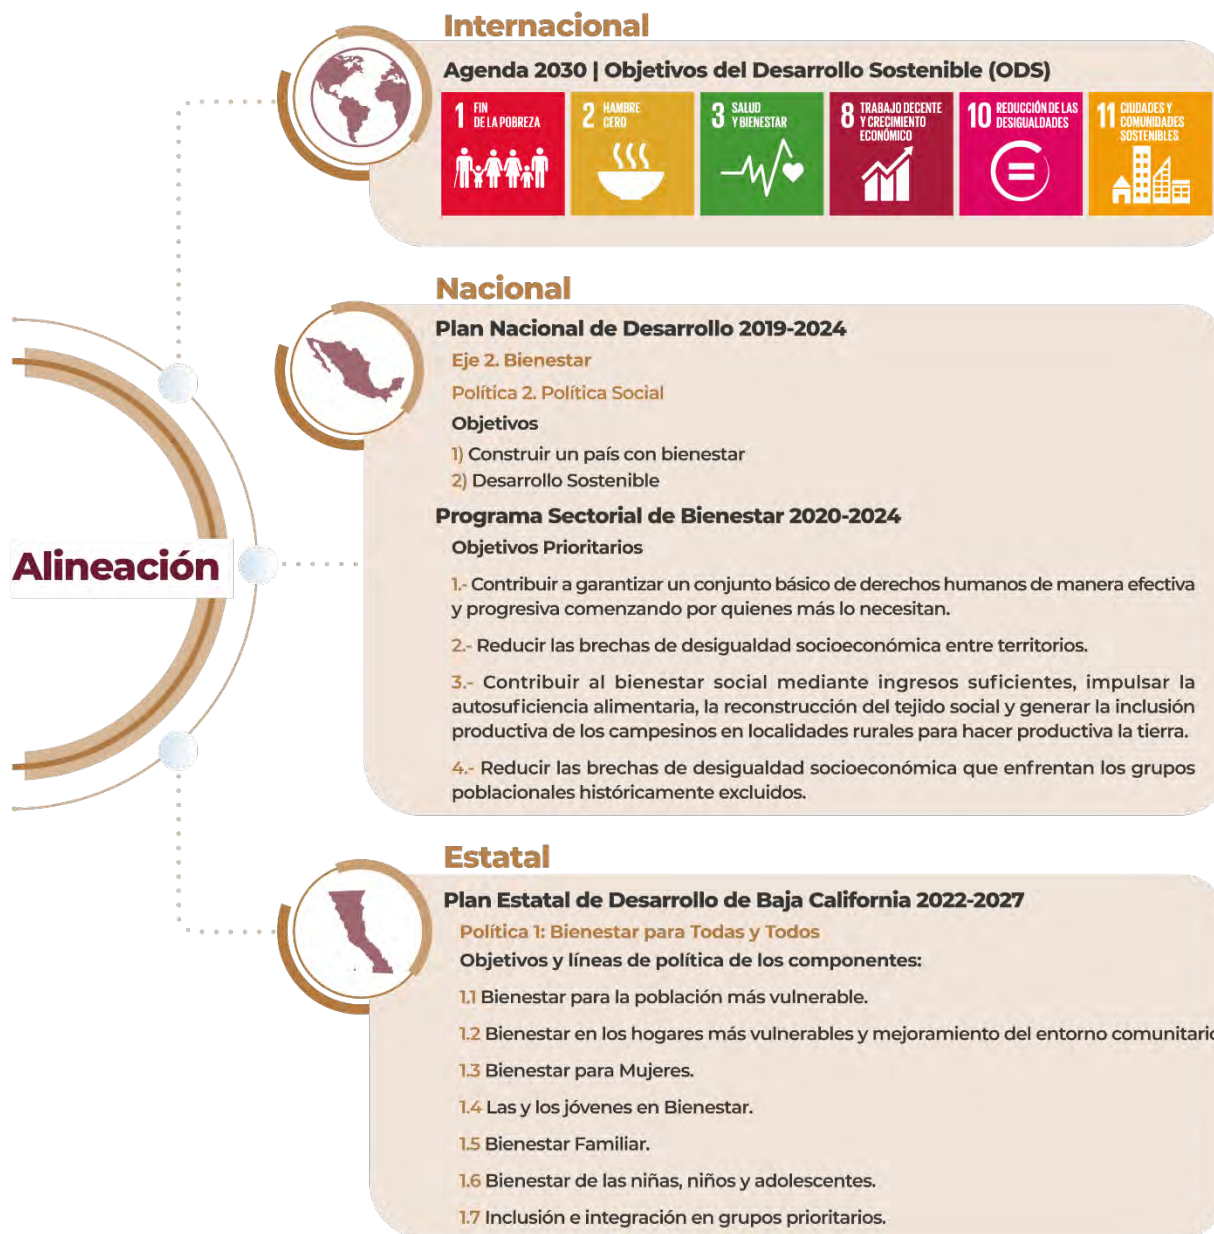 Internacional
Agenda 2030 | Objetivos del Desarrollo Sostenible (ODS)
1 FIN
DE LA POBREZA
2 HAMBRE
CERO
3 SALUD
Y BIENESTAR
8 TRABAJO DECENTE
Y CRECIMIENTO
ECONÓMICO
10 REDUCCIÓN DE LAS
DESIGUALDADES
11 CIUDADES Y
COMUNIDADES
SOSTENIBLES
Nacional
Plan Nacional de Desarrollo 2019-2024
Eje 2. Bienestar
Política 2. Política Social
Objetivos
1) Construir un país con bienestar
2) Desarrollo Sostenible
Programa Sectorial de Bienestar 2020-2024
Objetivos Prioritarios
Alineación
1.- Contribuir a garantizar un conjunto básico de derechos humanos de manera efectiva
y progresiva comenzando por quienes más lo necesitan.
2.- Reducir las brechas de desigualdad socioeconómica entre territorios.
3.- Contribuir al bienestar social mediante ingresos suficientes, impulsar la
autosuficiencia alimentaria, la reconstrucción del tejido social y generar la inclusión
productiva de los campesinos en localidades rurales para hacer productiva la tierra.
4.- Reducir las brechas de desigualdad socioeconómica que enfrentan los grupos
poblacionales históricamente excluidos.
Estatal
Plan Estatal de Desarrollo de Baja California 2022-2027
Política 1: Bienestar para Todas y Todos
Objetivos y líneas de política de los componentes:
1.1 Bienestar para la población más vulnerable.
1.2 Bienestar en los hogares más vulnerables y mejoramiento del entorno comunitario
1.3 Bienestar para Mujeres.
1.4 Las y los jóvenes en Bienestar.
1.5 Bienestar Familiar.
1.6 Bienestar de las niñas, niños y adolescentes.
1.7 Inclusión e integración en grupos prioritarios.